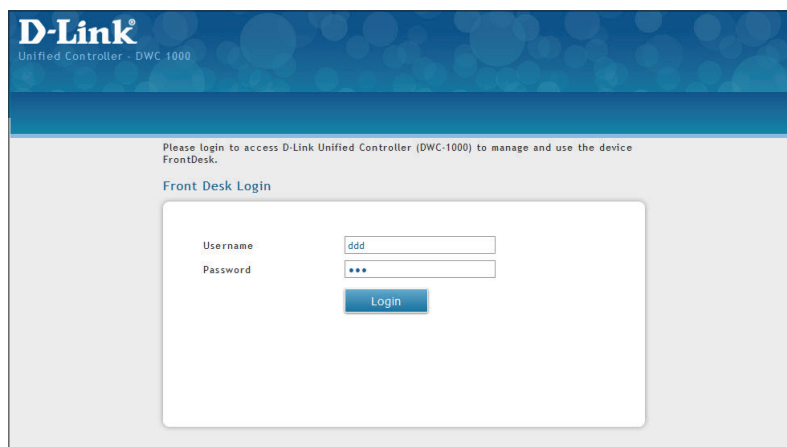 D-Link®
Unified Controller - DWC 1000
Please login to access D-Link Unified Controller (DWC-1000) to manage and use the device
FrontDesk.
Front Desk Login
Username ddd
Password •••
Login